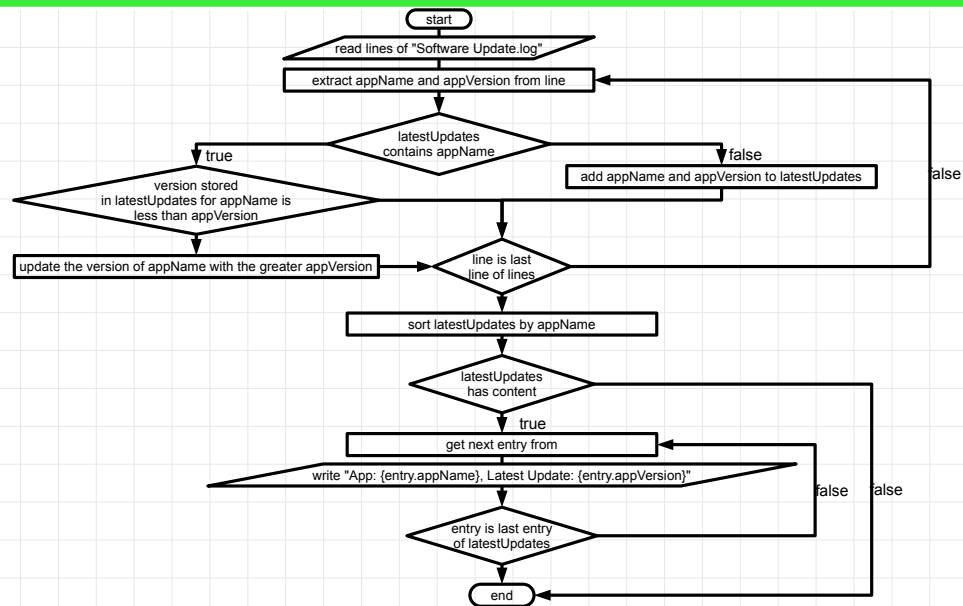 start
read lines of "Software Update.log"
extract appName and appVersion from line
latestUpdates
contains appName
true
false
version stored
in latestUpdates for appName is
less than appVersion
add appName and appVersion to latestUpdates
false
update the version of appName with the greater appVersion
line is last
line of lines
sort latestUpdates by appName
latestUpdates
has content
true
get next entry from
write "App: {entry.appName}, Latest Update: {entry.appVersion}"
false
false
entry is last entry
of latestUpdates
end